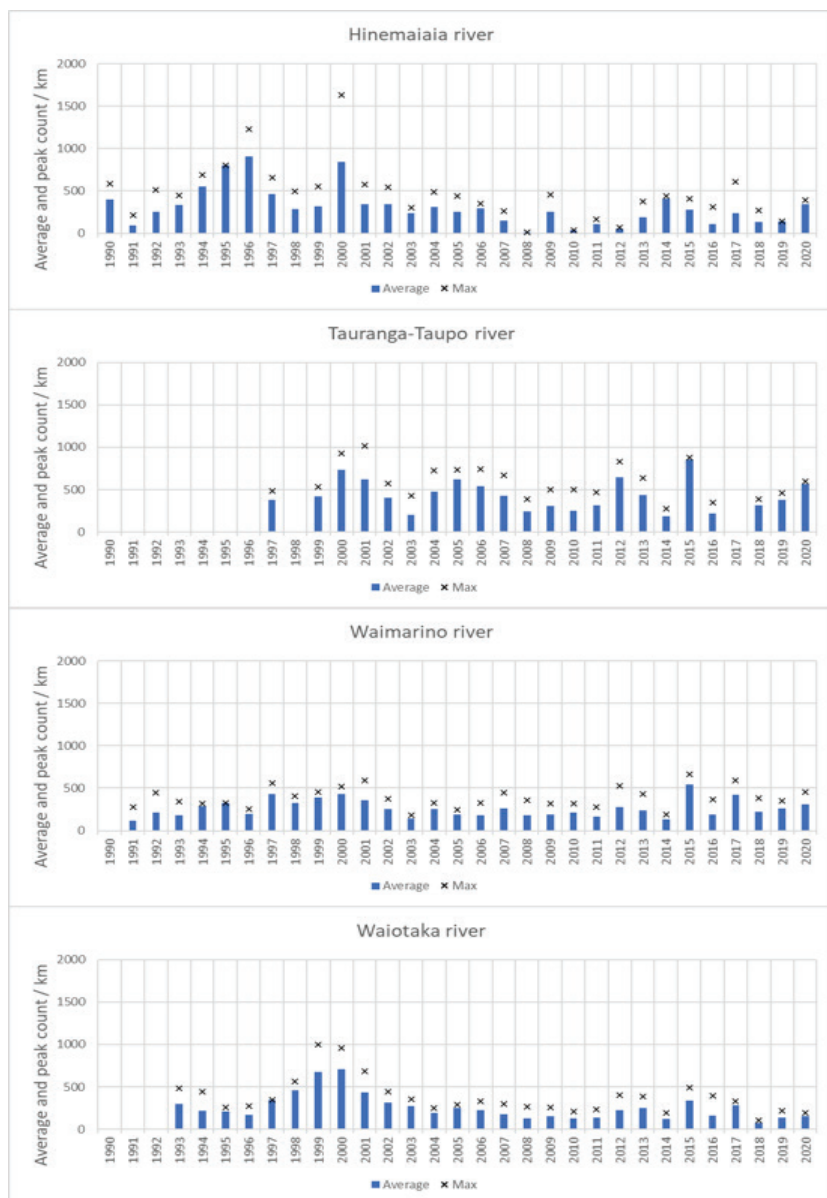 Hinemaiaia river
Average and peak count / km
2000
1500
1000
500
0
1990 1991 1992 1993 1994 1995 1996 1997 1998 1999 2000 2001 2002 2003 2004 2005 2006 2007 2008 2009 2010 2011 2012 2013 2014 2015 2016 2017 2018 2019 2020
Average × Max
Tauranga-Taupo river
Average and peak count / km
2000
1500
1000
500
0
1990 1991 1992 1993 1994 1995 1996 1997 1998 1999 2000 2001 2002 2003 2004 2005 2006 2007 2008 2009 2010 2011 2012 2013 2014 2015 2016 2017 2018 2019 2020
Average × Max
Waimarino river
Average and peak count / km
2000
1500
1000
500
0
1990 1991 1992 1993 1994 1995 1996 1997 1998 1999 2000 2001 2002 2003 2004 2005 2006 2007 2008 2009 2010 2011 2012 2013 2014 2015 2016 2017 2018 2019 2020
Average × Max
Waiotaka river
Average and peak count / km
2000
1500
1000
500
0
1990 1991 1992 1993 1994 1995 1996 1997 1998 1999 2000 2001 2002 2003 2004 2005 2006 2007 2008 2009 2010 2011 2012 2013 2014 2015 2016 2017 2018 2019 2020
Average × Max